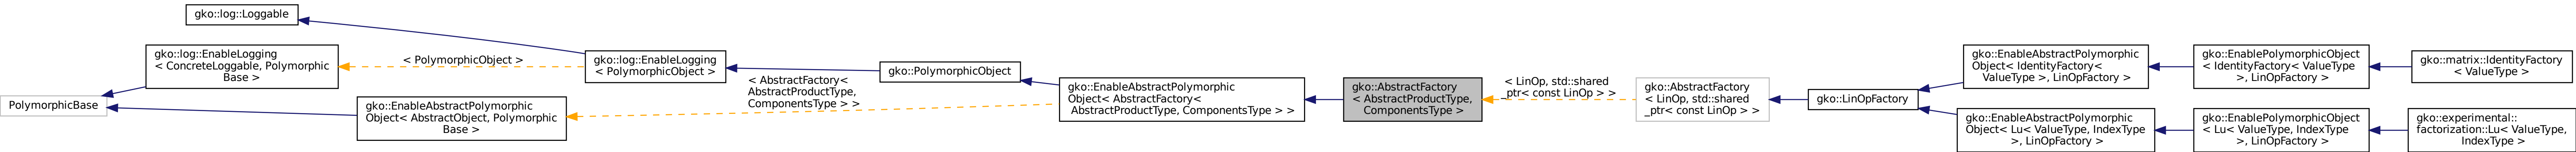 gko::log::Loggable
gko::log::EnableLogging
< ConcreteLoggable, Polymorphic
Base >
PolymorphicBase
gko::EnableAbstractPolymorphic
Object< AbstractObject, Polymorphic
Base >
< PolymorphicObject >
gko::log::EnableLogging
< PolymorphicObject >
< AbstractFactory<
AbstractProductType,
ComponentsType > >
gko::PolymorphicObject
gko::EnableAbstractPolymorphic
Object< AbstractFactory<
AbstractProductType, ComponentsType > >
gko::AbstractFactory
< AbstractProductType,
ComponentsType >
< LinOp, std::shared
_ptr< const LinOp > >
gko::AbstractFactory
< LinOp, std::shared
_ptr< const LinOp > >
gko::LinOpFactory
gko::EnableAbstractPolymorphic
Object< IdentityFactory<
ValueType >, LinOpFactory >
gko::EnablePolymorphicObject
< IdentityFactory< ValueType
>, LinOpFactory >
gko::matrix::IdentityFactory
< ValueType >
gko::EnableAbstractPolymorphic
Object< Lu< ValueType, IndexType
>, LinOpFactory >
gko::EnablePolymorphicObject
< Lu< ValueType, IndexType
>, LinOpFactory >
gko::experimental::
factorization::Lu< ValueType,
IndexType >